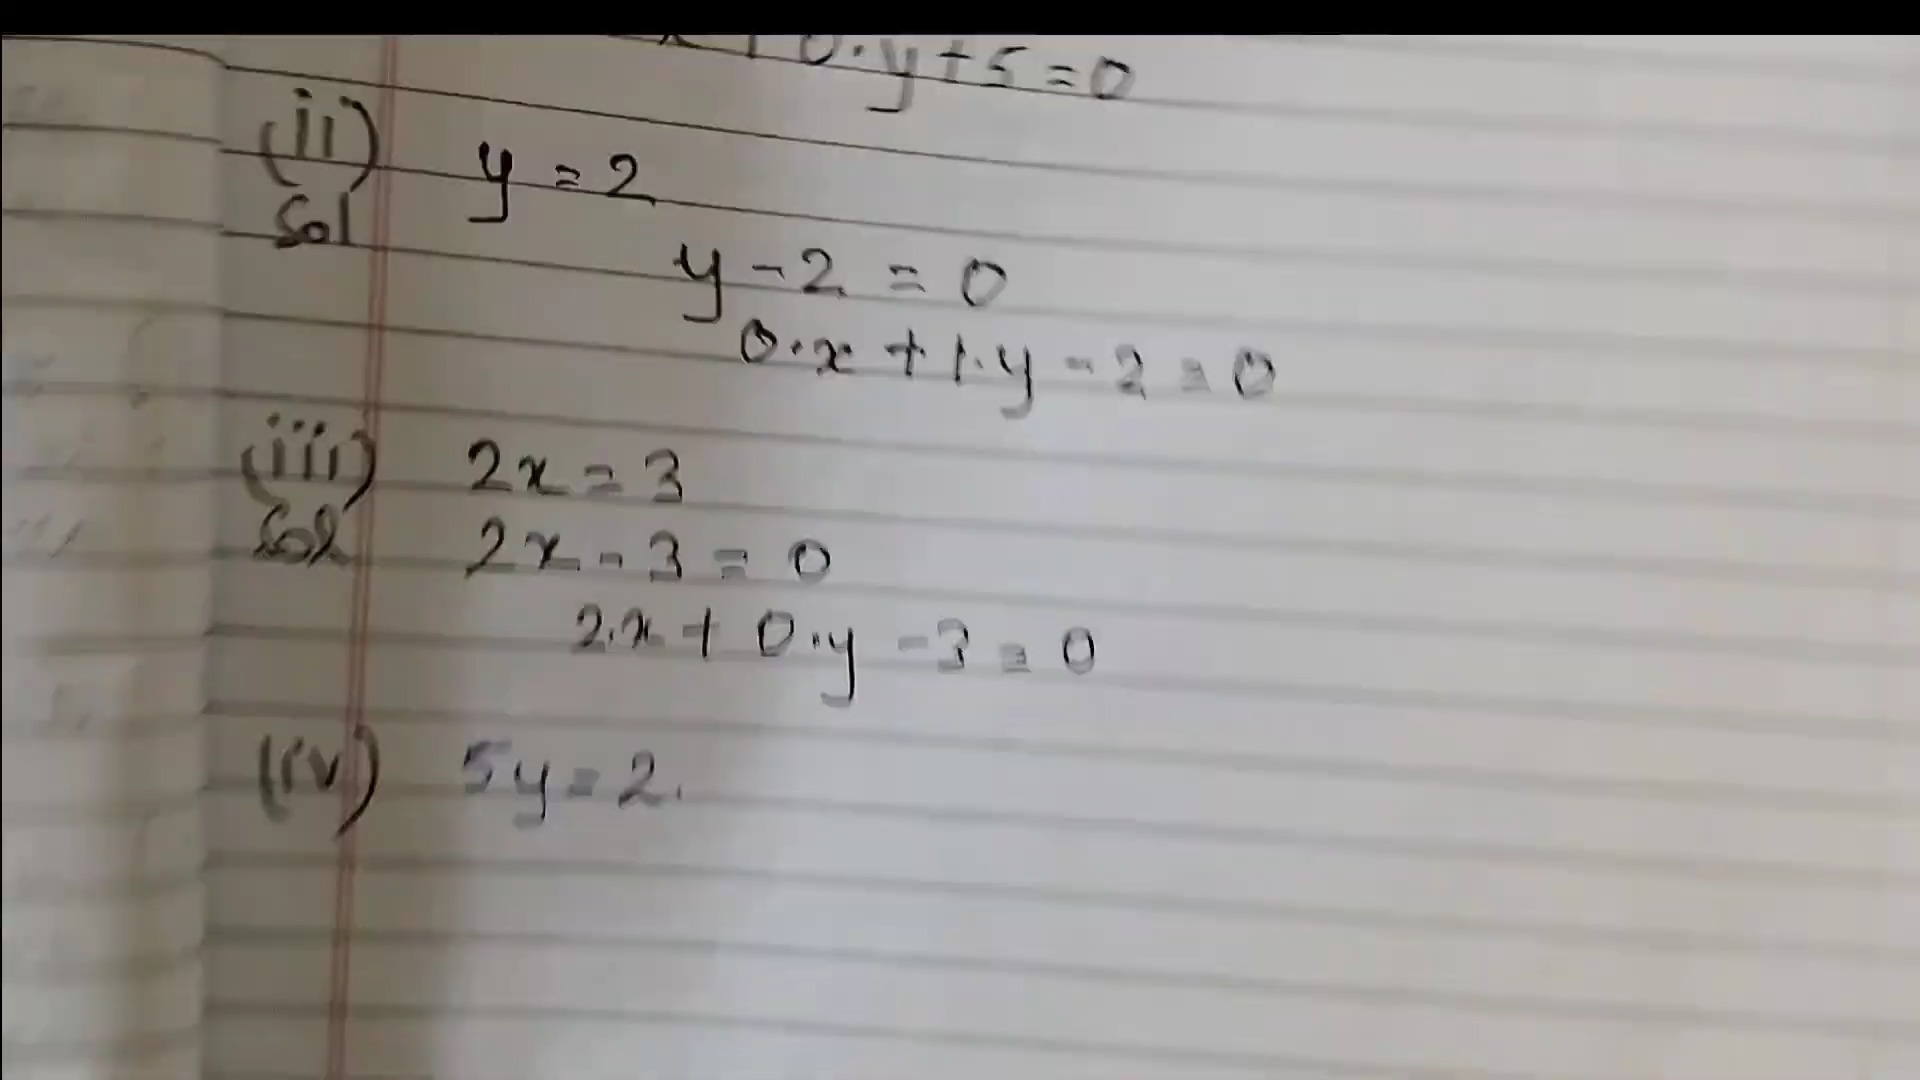 x + 0.y + 5 = 0
(ii) y = 2
Sol
y - 2 = 0
0.x + 1.y - 2 = 0
(iii) 2x = 3
Sol 2x - 3 = 0
2.x + 0.y - 3 = 0
(iv) 5y = 2.